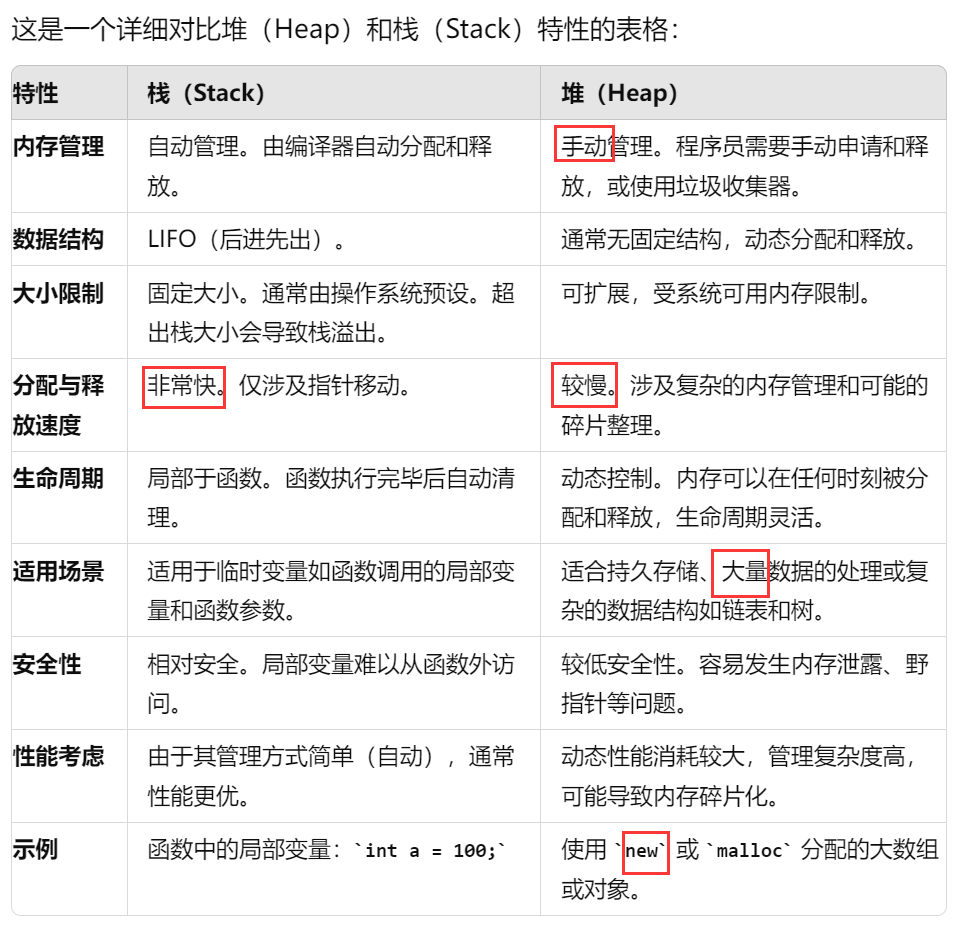 这是一个详细对比堆（Heap）和栈（Stack）特性的表格：
特性 栈（Stack） 堆（Heap）
内存管理 自动管理。由编译器自动分配和释 手动管理。程序员需要手动申请和释
放。 放，或使用垃圾收集器。
数据结构 LIFO（后进先出）。 通常无固定结构，动态分配和释放。
大小限制 固定大小。通常由操作系统预设。超 可扩展，受系统可用内存限制。
出栈大小会导致栈溢出。
分配与释 非常快。仅涉及指针移动。 较慢。涉及复杂的内存管理和可能的
放速度 碎片整理。
生命周期 局部于函数。函数执行完毕后自动清 动态控制。内存可以在任何时刻被分
理。 配和释放，生命周期灵活。
适用场景 适用于临时变量如函数调用的局部变 适合持久存储、大量数据的处理或复
量和函数参数。 杂的数据结构如链表和树。
安全性 相对安全。局部变量难以从函数外访 较低安全性。容易发生内存泄露、野
问。 指针等问题。
性能考虑 由于其管理方式简单（自动），通常 动态性能消耗较大，管理复杂度高，
性能更优。 可能导致内存碎片化。
示例 函数中的局部变量：`int a = 100;` 使用 `new` 或 `malloc` 分配的大数组
或对象。